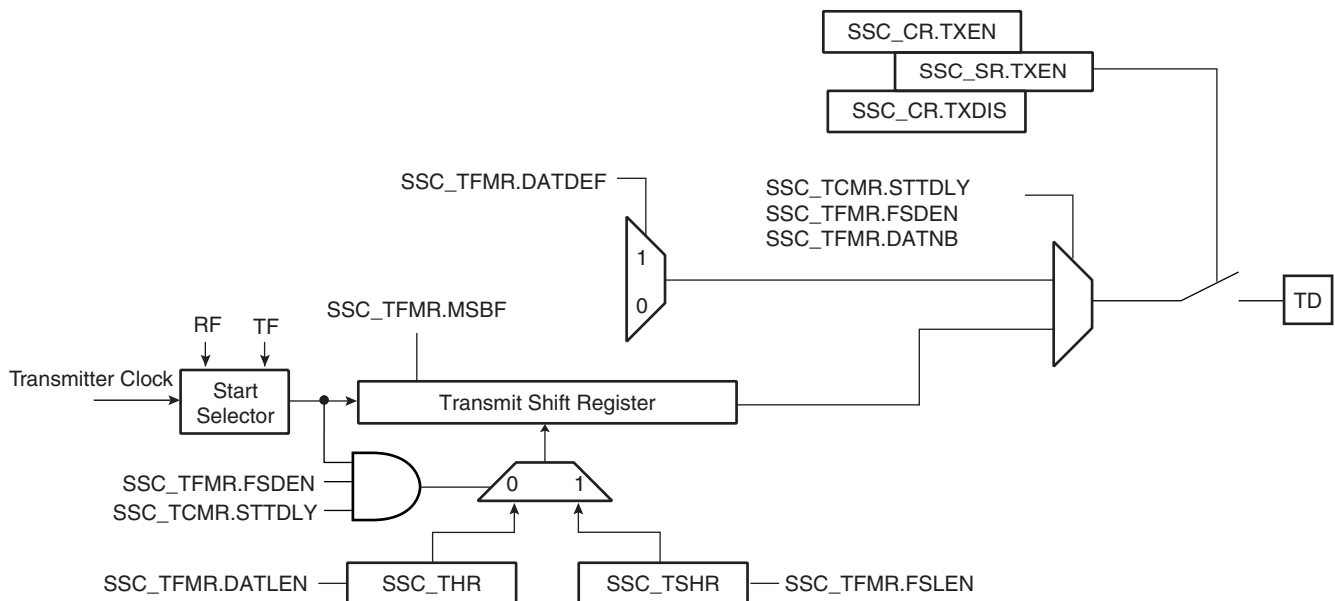 SSC_CR.TXEN
SSC_SR.TXEN
SSC_CR.TXDIS
SSC_TFMR.DATDEF
SSC_TCMR.STTDLY
SSC_TFMR.FSDEN
SSC_TFMR.DATNB
1
0
TD
SSC_TFMR.MSBF
RF
TF
Transmitter Clock
Start
Selector
Transmit Shift Register
SSC_TFMR.FSDEN
SSC_TCMR.STTDLY
0
1
SSC_TFMR.DATLEN
SSC_THR
SSC_TSHR
SSC_TFMR.FSLEN